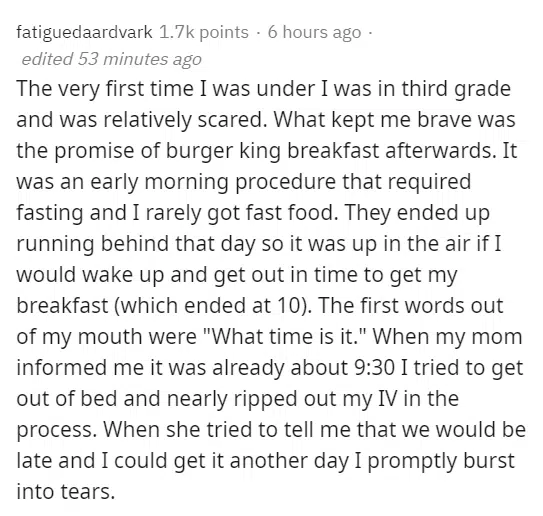 fatiguedaardvark 1.7k points · 6 hours ago ·
edited 53 minutes ago
The very first time I was under I was in third grade
and was relatively scared. What kept me brave was
the promise of burger king breakfast afterwards. It
was an early morning procedure that required
fasting and I rarely got fast food. They ended up
running behind that day so it was up in the air if I
would wake up and get out in time to get my
breakfast (which ended at 10). The first words out
of my mouth were "What time is it." When my mom
informed me it was already about 9:30 I tried to get
out of bed and nearly ripped out my IV in the
process. When she tried to tell me that we would be
late and I could get it another day I promptly burst
into tears.